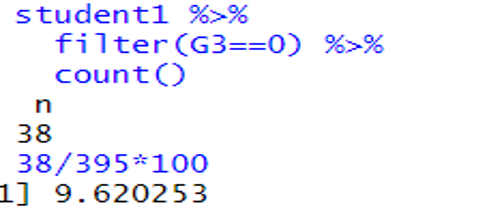 student1 %>%
filter(G3==0) %>%
count()
n
38
38/395*100
1] 9.620253